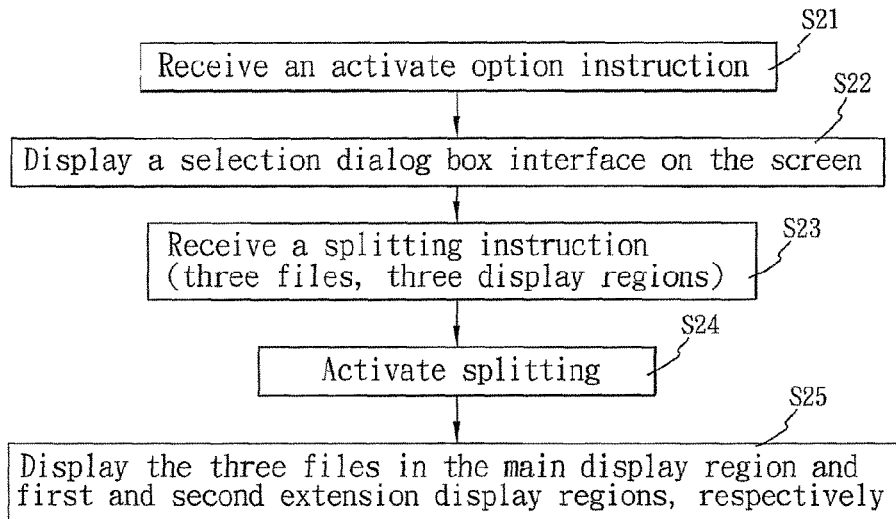 S21
Receive an activate option instruction
S22
Display a selection dialog box interface on the screen
S23
Receive a splitting instruction
(three files, three display regions)
S24
Activate splitting
S25
Display the three files in the main display region and
first and second extension display regions, respectively